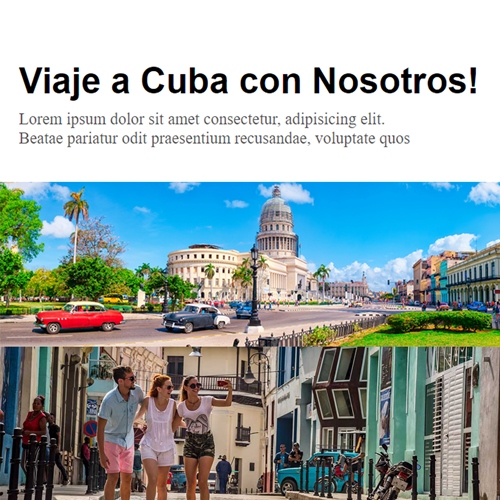 Viaje a Cuba con Nosotros!
Lorem ipsum dolor sit amet consectetur, adipisicing elit.
Beatae pariatur odit praesentium recusandae, voluptate quos